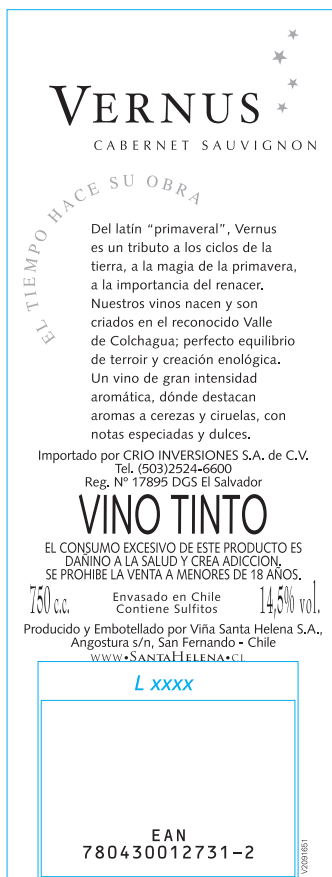 VERNUS
CABERNET SAUVIGNON
EL TIEMPO HACE SU OBRA
Del latín “primaveral”, Vernus
es un tributo a los ciclos de la
tierra, a la magia de la primavera,
a la importancia del renacer.
Nuestros vinos nacen y son
criados en el reconocido Valle
de Colchagua; perfecto equilibrio
de terroir y creación enológica.
Un vino de gran intensidad
aromática, dónde destacan
aromas a cerezas y ciruelas, con
notas especiadas y dulces.
Importado por CRIO INVERSIONES S.A. de C.V.
Tel. (503)2524-6600
Reg. Nº 17895 DGS El Salvador
VINO TINTO
EL CONSUMO EXCESIVO DE ESTE PRODUCTO ES
DAÑINO A LA SALUD Y CREA ADICCION.
SE PROHIBE LA VENTA A MENORES DE 18 AÑOS.
750 c.c. Envasado en Chile 14,5% vol.
Contiene Sulfitos
Producido y Embotellado por Viña Santa Helena S.A.,
Angostura s/n, San Fernando - Chile
WWW•SANTAHELENA•CL
L xxxx
EAN
780430012731-2
V2091651